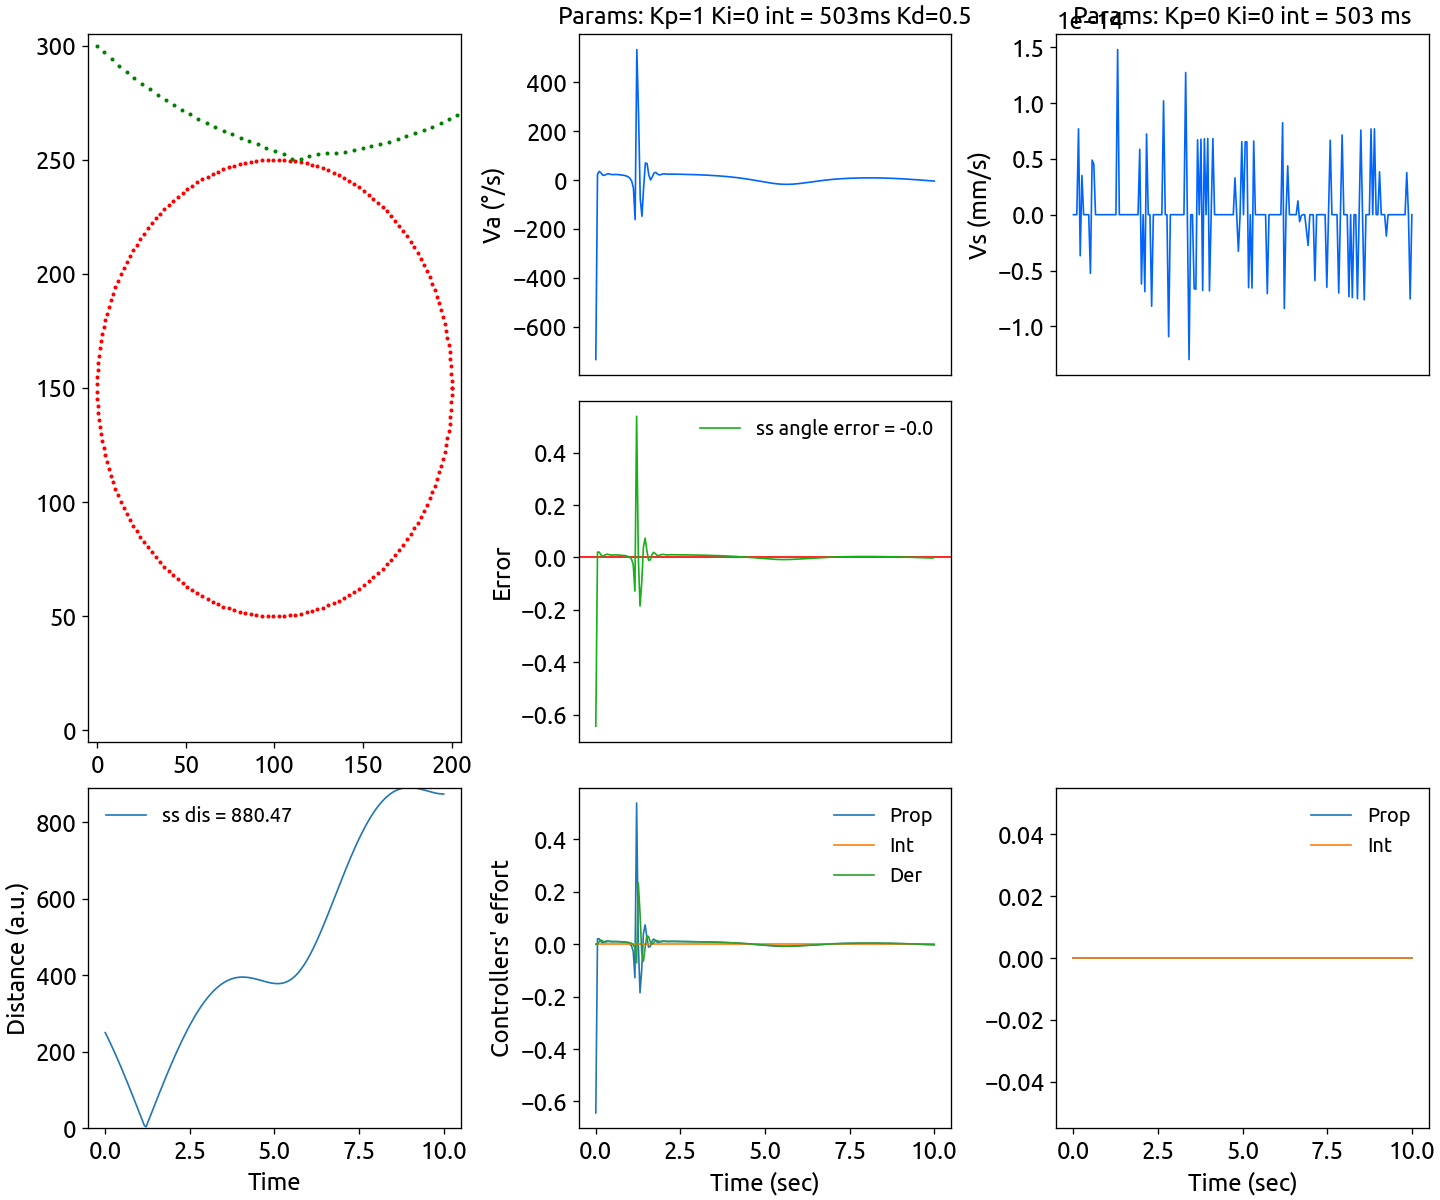 Params: Kp=1 Ki=0 int = 503ms Kd=0.5
Params: Kp=0 Ki=0 int = 503 ms
1e−14
300
250
200
150
100
50
0
0 50 100 150 200
Va (°/s)
400
200
0
−200
−400
−600
Vs (mm/s)
1.5
1.0
0.5
0.0
−0.5
−1.0
Error
0.4
0.2
0.0
−0.2
−0.4
−0.6
ss angle error = -0.0
Distance (a.u.)
800
600
400
200
0
ss dis = 880.47
0.0 2.5 5.0 7.5 10.0
Time
Controllers' effort
0.4
0.2
0.0
−0.2
−0.4
−0.6
Prop
Int
Der
0.0 2.5 5.0 7.5 10.0
Time (sec)
0.04
0.02
0.00
−0.02
−0.04
Prop
Int
0.0 2.5 5.0 7.5 10.0
Time (sec)